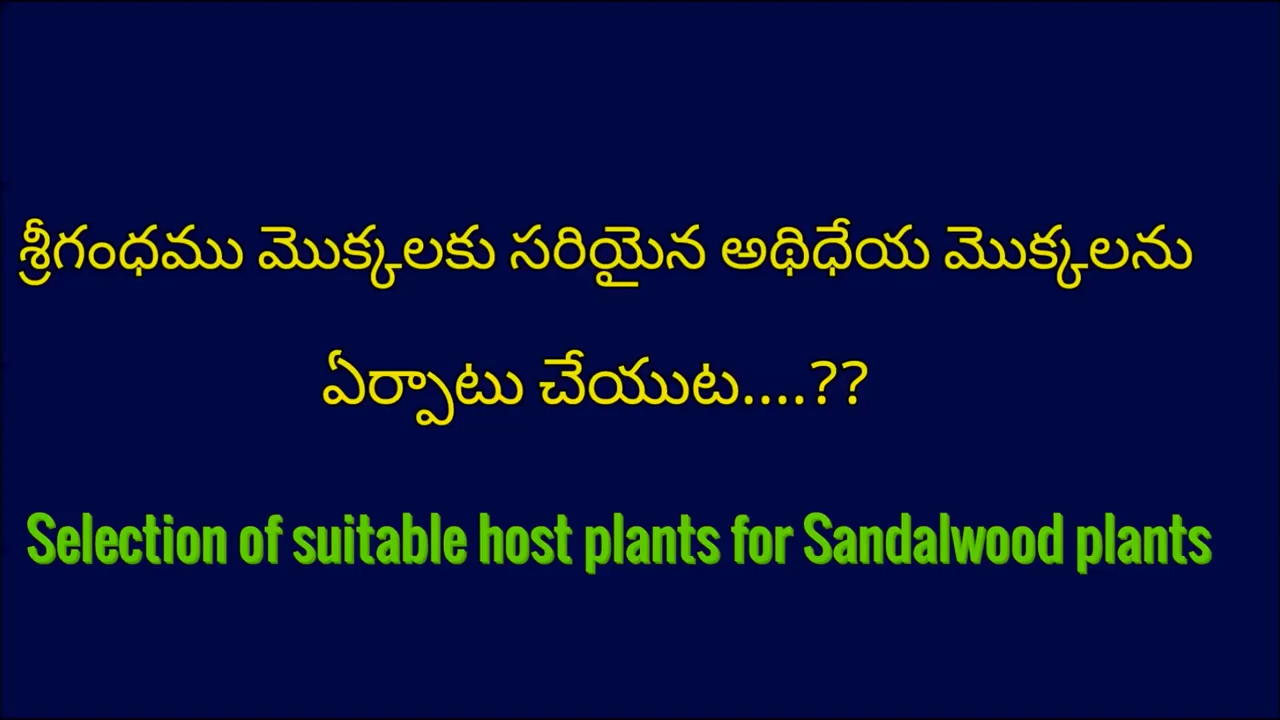 శ్రీగంధము మొక్కలకు సరియైన అథిధేయ మొక్కలను
ఏర్పాటు చేయుట....??
Selection of suitable host plants for Sandalwood plants